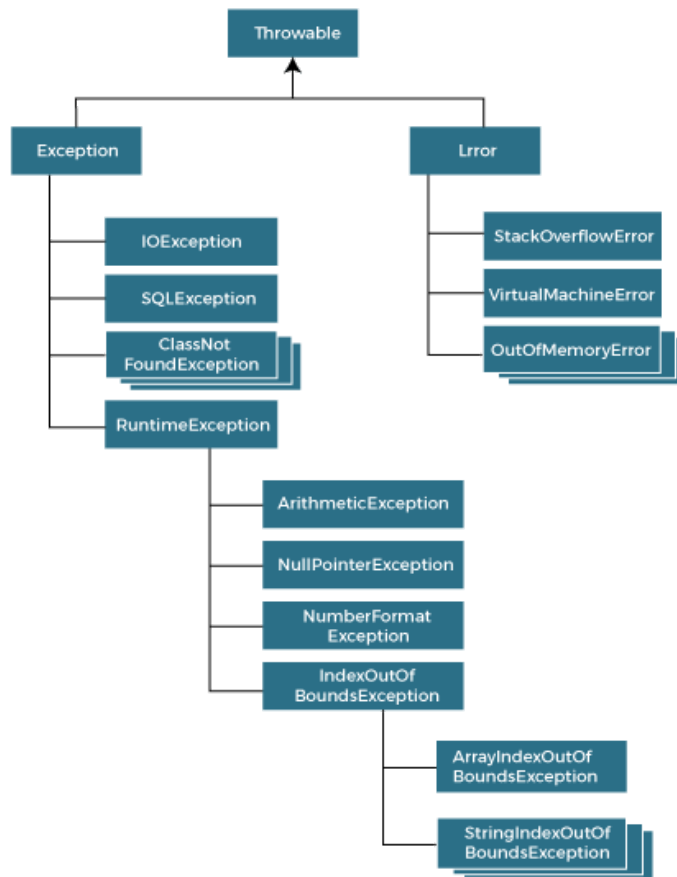 Throwable
Exception
Lrror
IOException
StackOverflowError
SQLException
VirtualMachineError
ClassNot
FoundException
OutOfMemoryError
RuntimeException
ArithmeticException
NullPointerException
NumberFormat
Exception
IndexOutOf
BoundsException
ArrayIndexOutOf
BoundsException
StringIndexOutOf
BoundsException